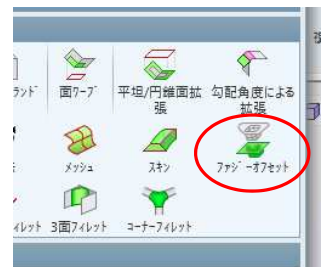 ランド
面ワープ
平坦/円錐面拡
張
勾配角度による
拡張
メッシュ
スキン
ファジーオフセット
ィレット
3面フィレット
コーナーフィレット